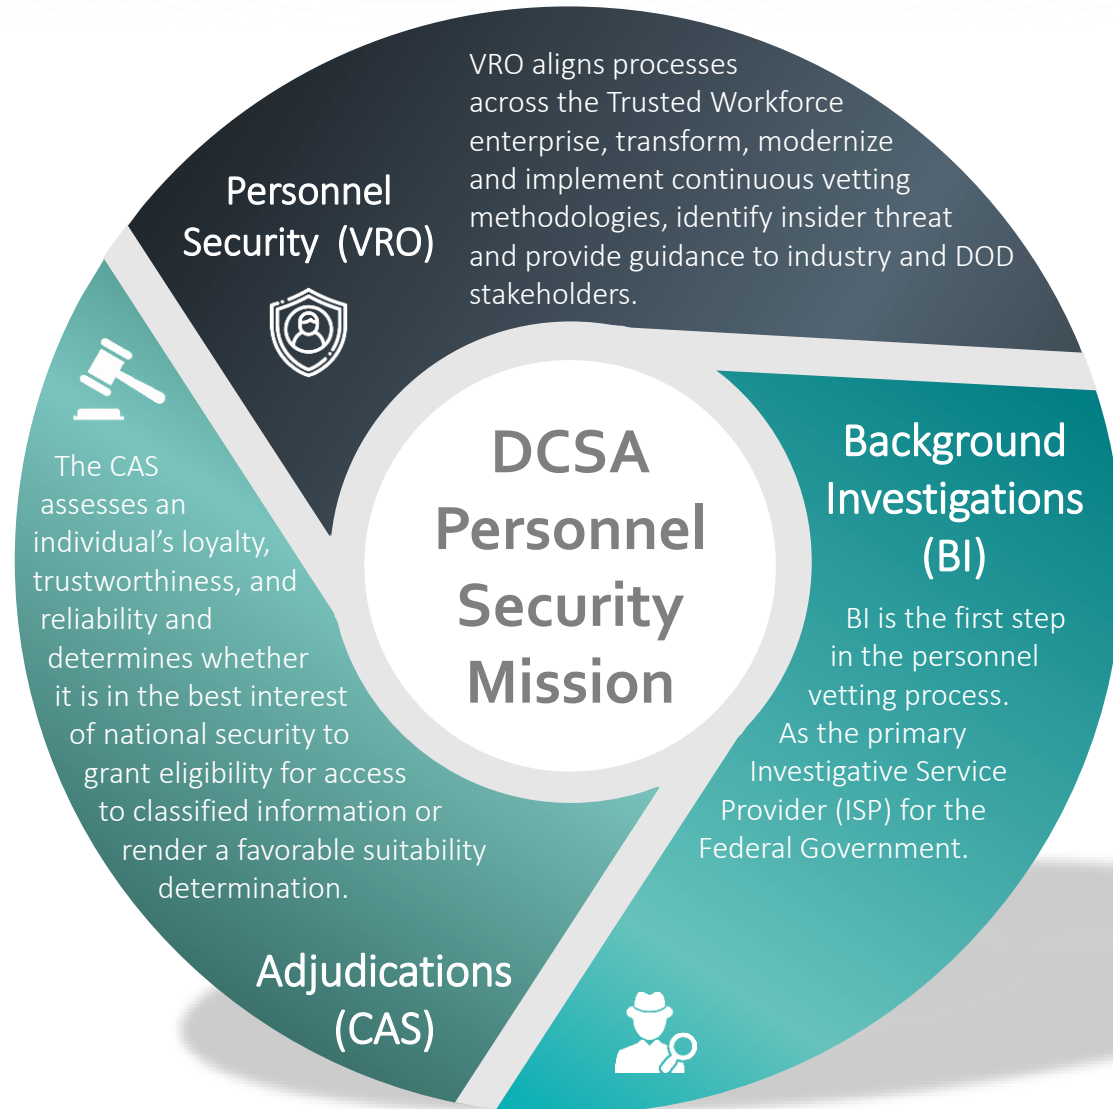 Personnel
Security (VRO)
VRO aligns processes
across the Trusted Workforce
enterprise, transform, modernize
and implement continuous vetting
methodologies, identify insider threat
and provide guidance to industry and DOD
stakeholders.
DCSA
Personnel
Security
Mission
Background
Investigations
(BI)
BI is the first step
in the personnel
vetting process.
As the primary
Investigative Service
Provider (ISP) for the
Federal Government.
The CAS
assesses an
individual’s loyalty,
trustworthiness, and
reliability and
determines whether
it is in the best interest
of national security to
grant eligibility for access
to classified information or
render a favorable suitability
determination.
Adjudications
(CAS)